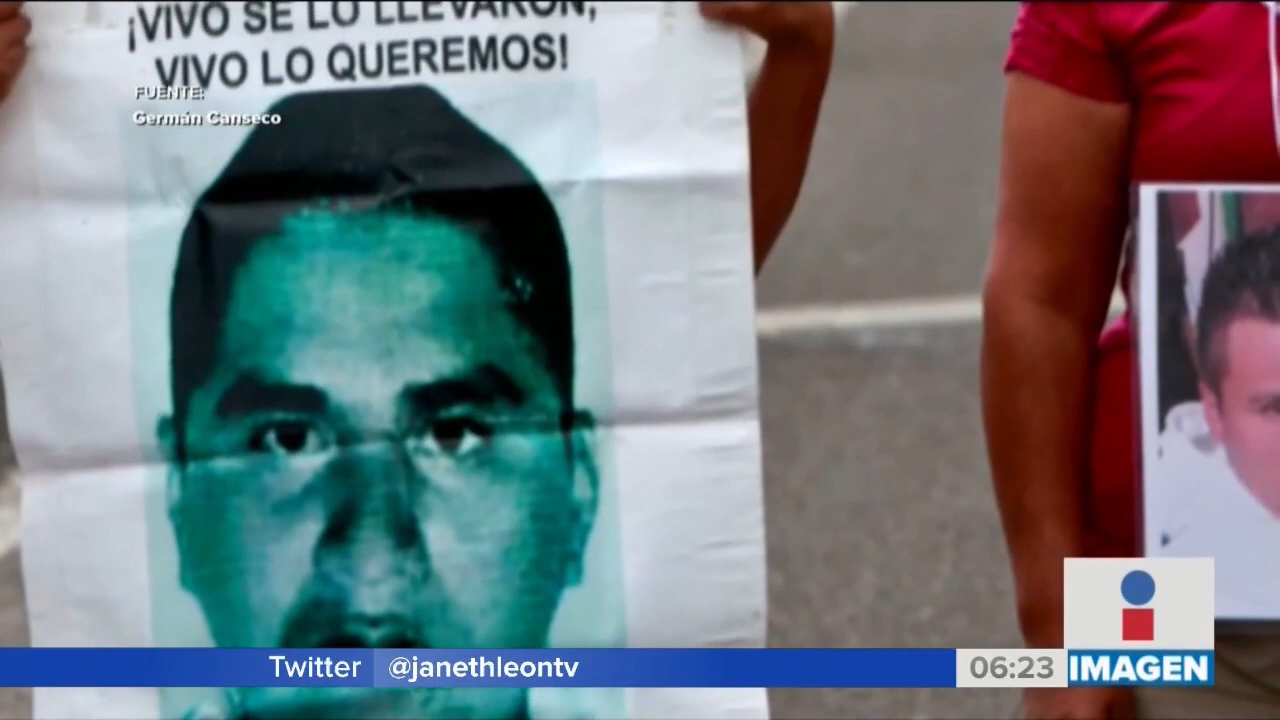 ¡VIVO SE LO LLEVARON,
VIVO LO QUEREMOS!
FUENTE:
Germán Canseco
Twitter @janethleontv
06:23 IMAGEN